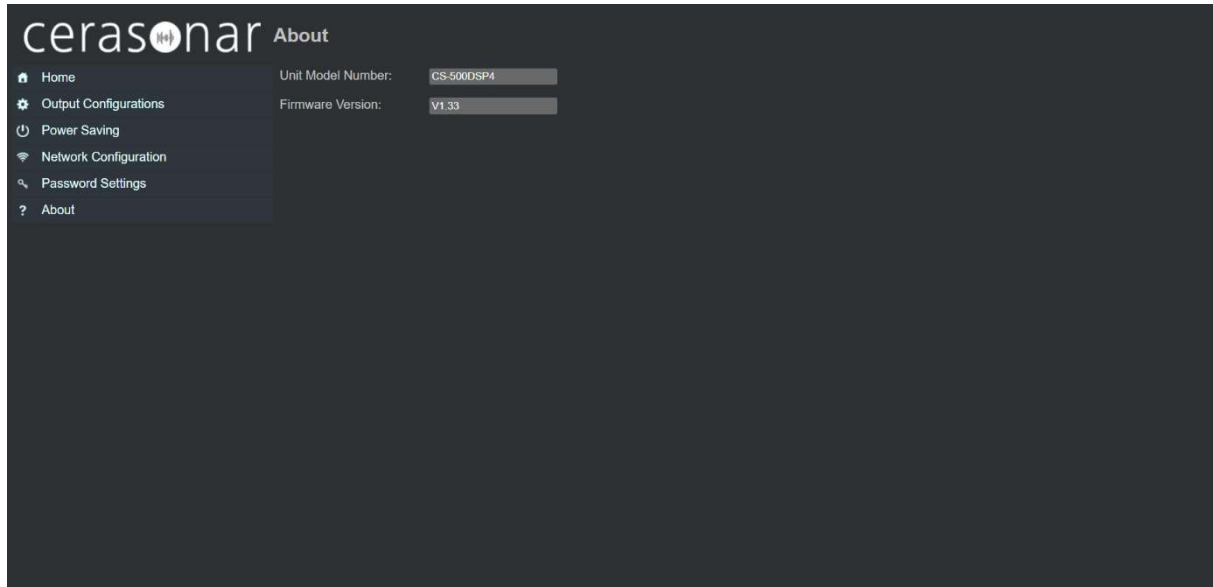 cerasonar
About
Home
Output Configurations
Power Saving
Network Configuration
Password Settings
? About
Unit Model Number: CS-500DSP4
Firmware Version: V1.33